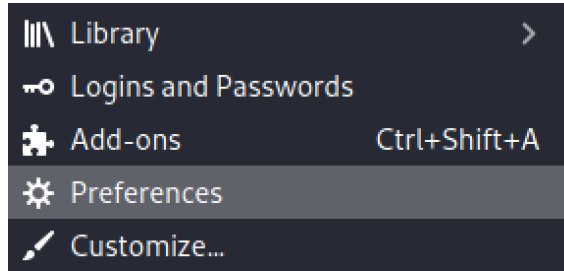 Library
Logins and Passwords
Add-ons Ctrl+Shift+A
Preferences
Customize...